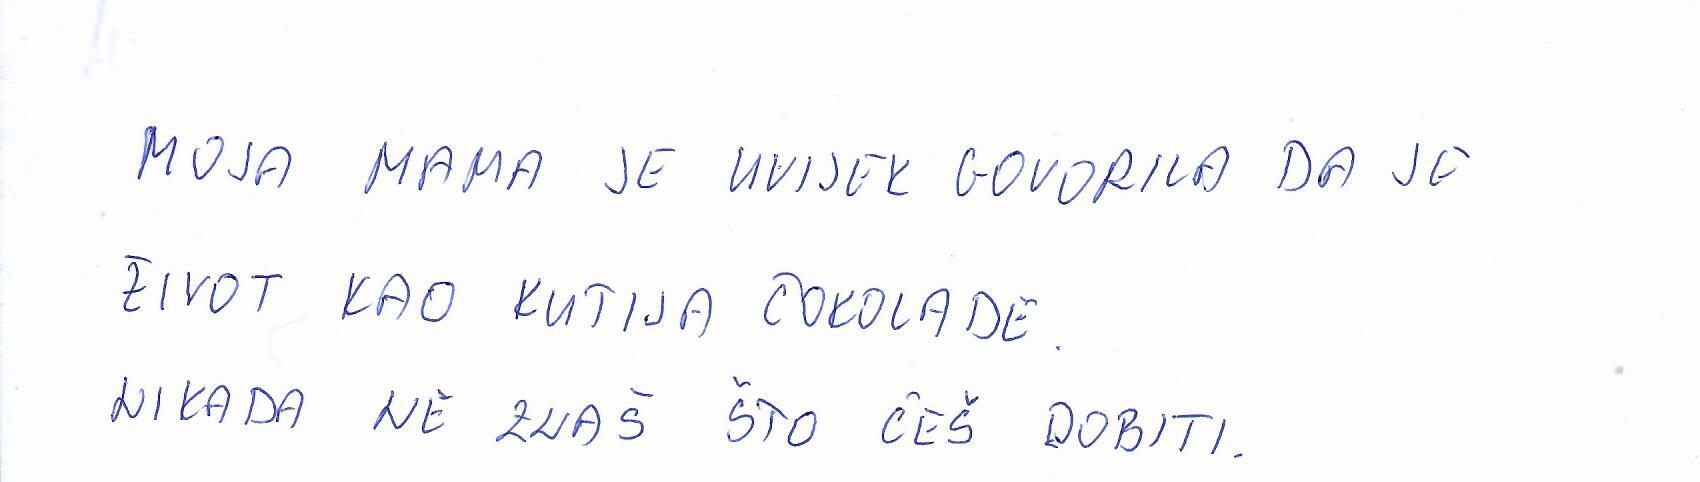 MOJA MAMA JE UVIJEK GOVORILA DA JE
ŽIVOT KAO KUTIJA ČOKOLADE.
NIKADA NE ZNAŠ ŠTO ĆEŠ DOBITI.